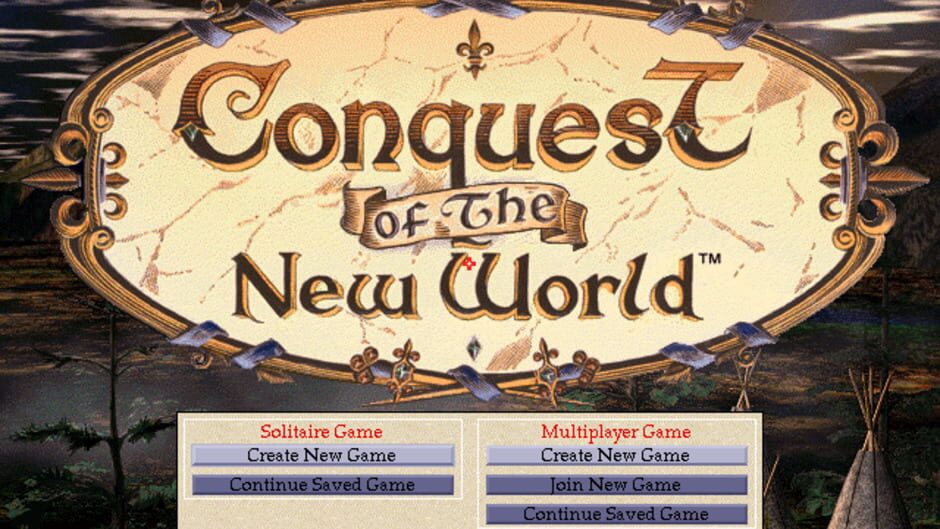 Conquest
of The
New World™
Solitaire Game
Create New Game
Continue Saved Game
Multiplayer Game
Create New Game
Join New Game
Continue Saved Game